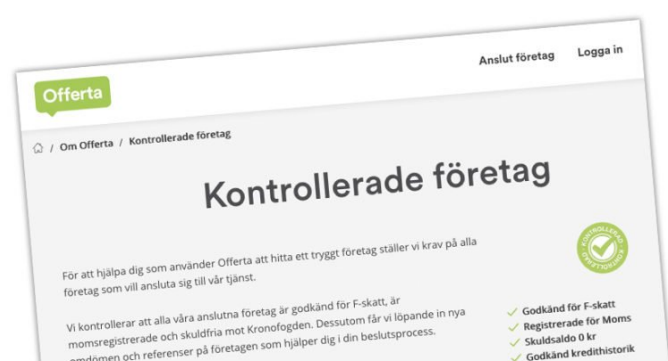 Offerta
Anslut företag Logga in
/ Om Offerta / Kontrollerade företag
Kontrollerade företag
För att hjälpa dig som använder Offerta att hitta ett tryggt företag ställer vi krav på alla
företag som vill ansluta sig till vår tjänst.
KONTROLLERAD KONTROLLERAD
Vi kontrollerar att alla våra anslutna företag är godkänd för F-skatt, är
momsregistrerade och skuldfria mot Kronofogden. Dessutom får vi löpande in nya
omdömen och referenser på företagen som hjälper dig i din beslutsprocess.
Godkänd för F-skatt
Registrerade för Moms
Skuldsaldo 0 kr
Godkänd kredithistorik